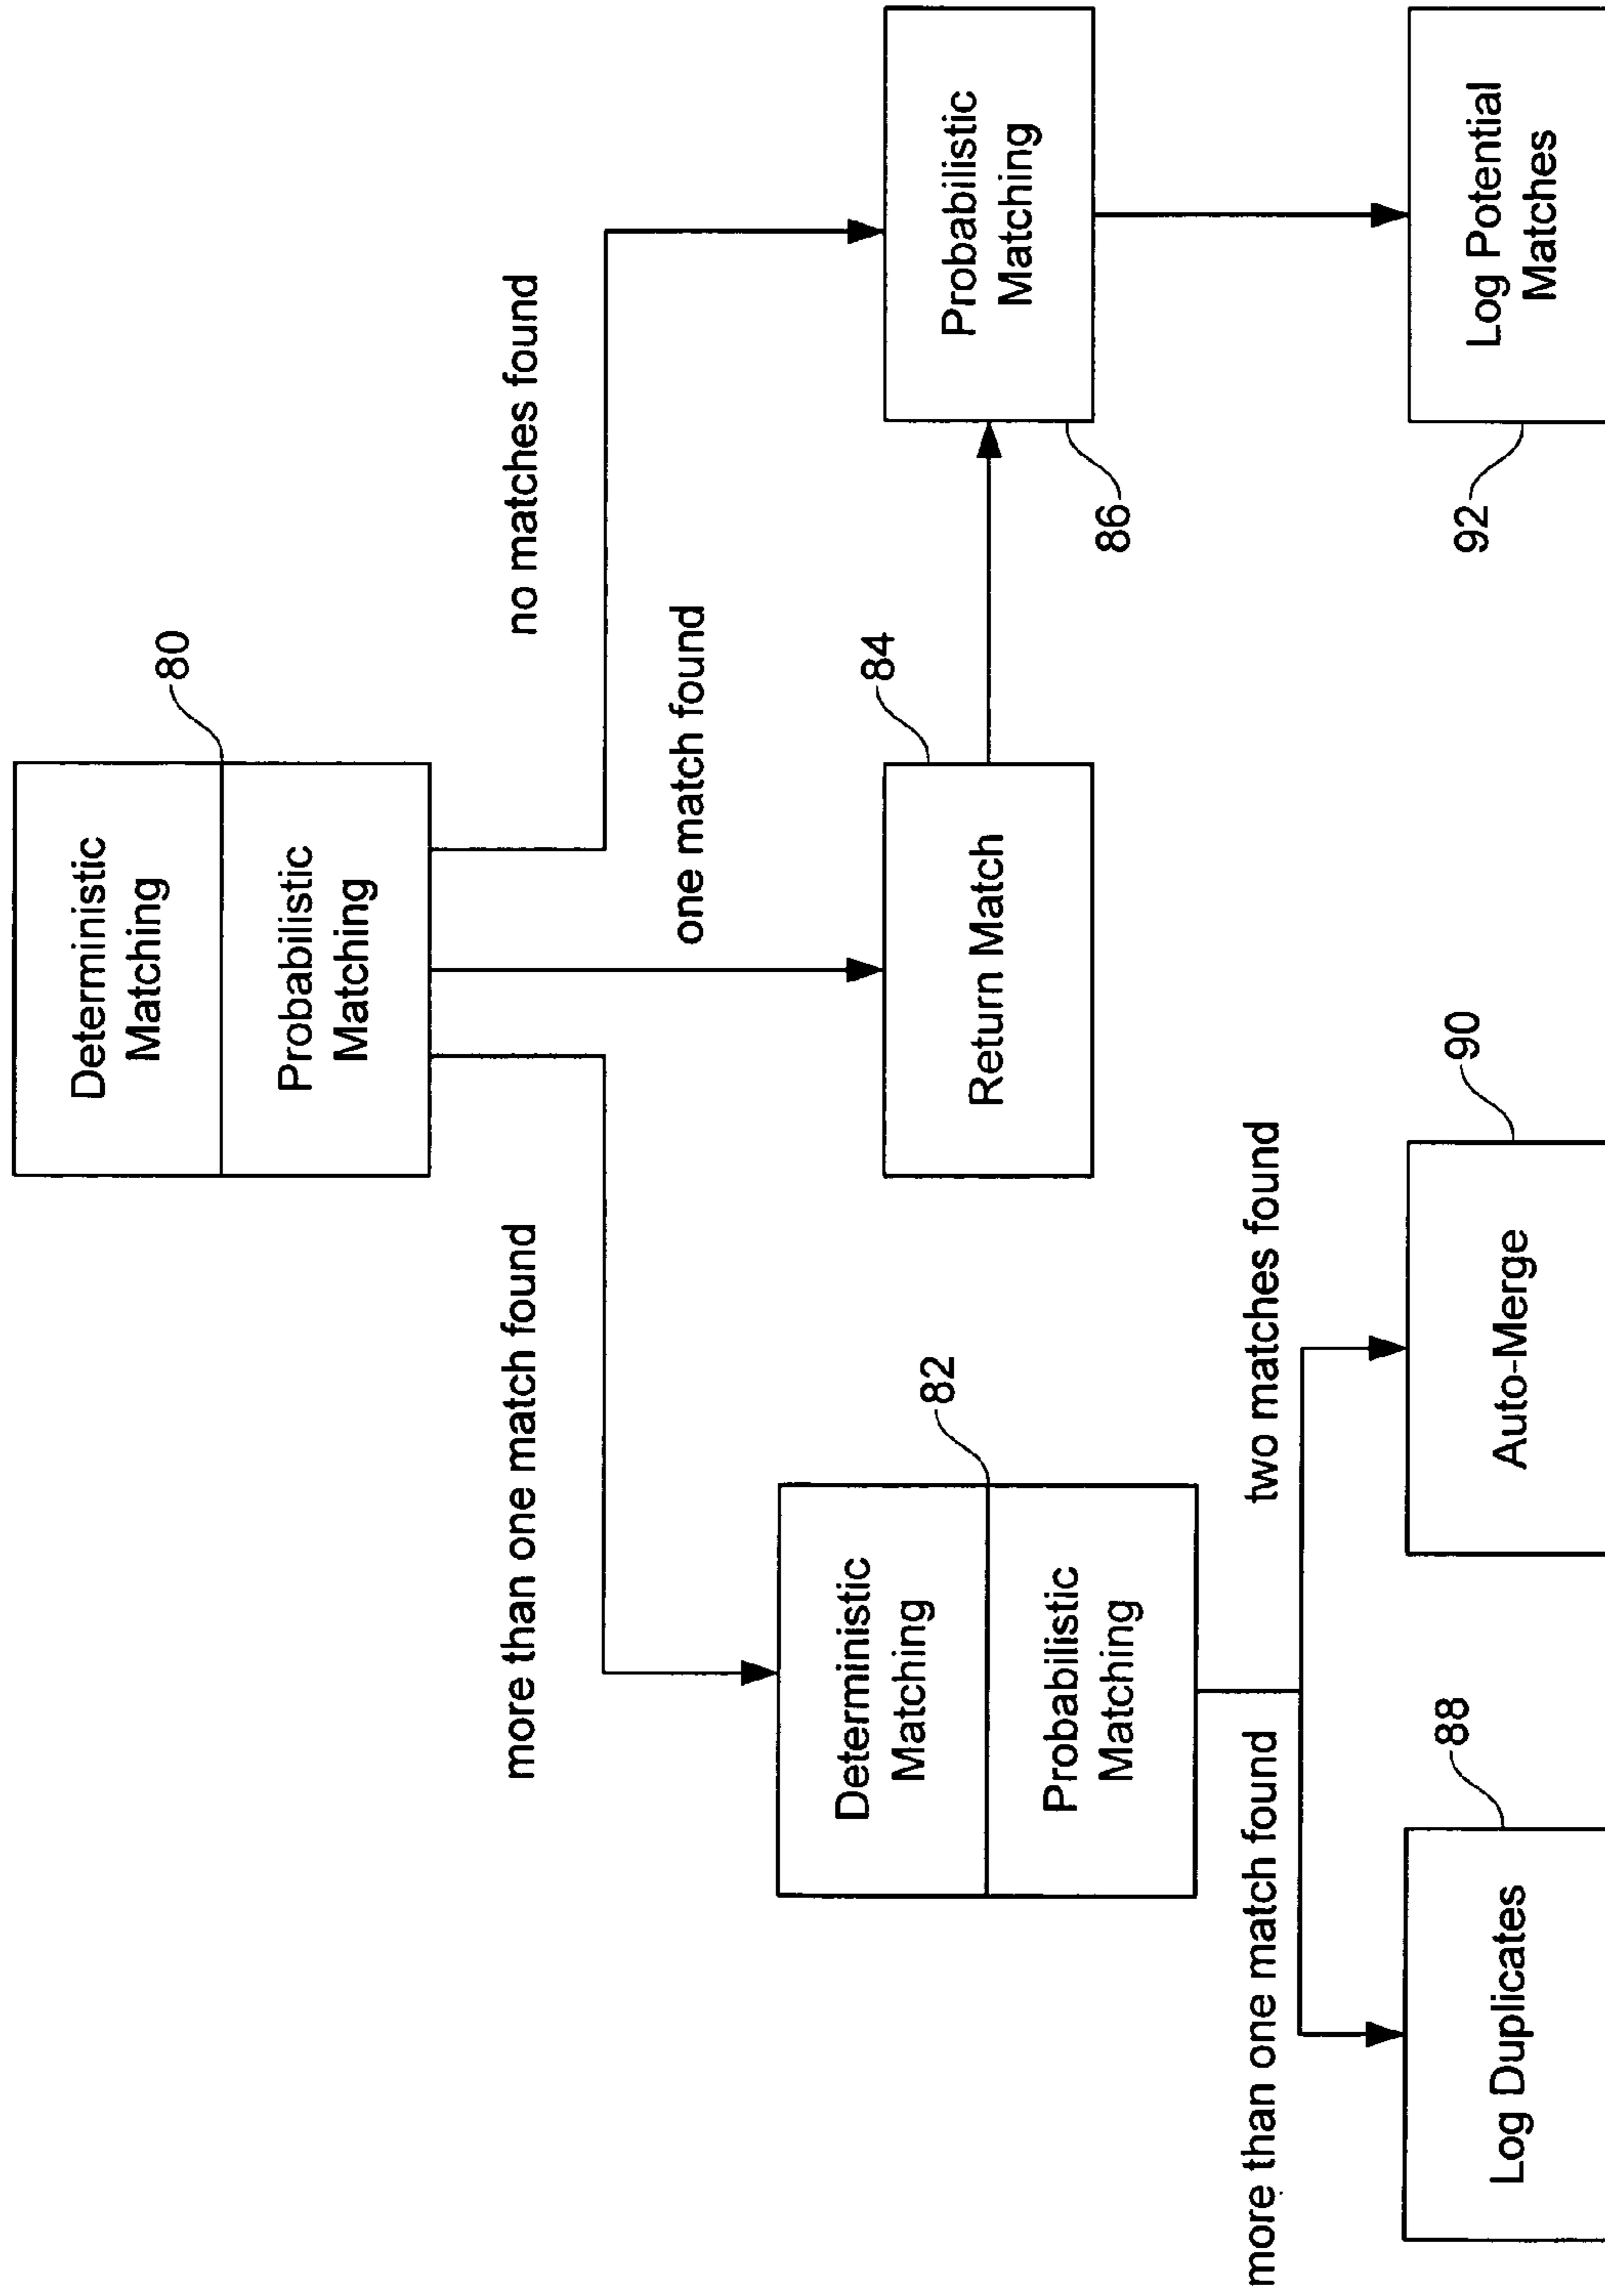 Deterministic
Matching
Probabilistic
Matching
80
more than one match found
one match found
no matches found
Deterministic
Matching
Probabilistic
Matching
82
Return Match
84
Probabilistic
Matching
86
more than one match found
two matches found
Log Duplicates
88
Auto-Merge
90
Log Potential
Matches
92